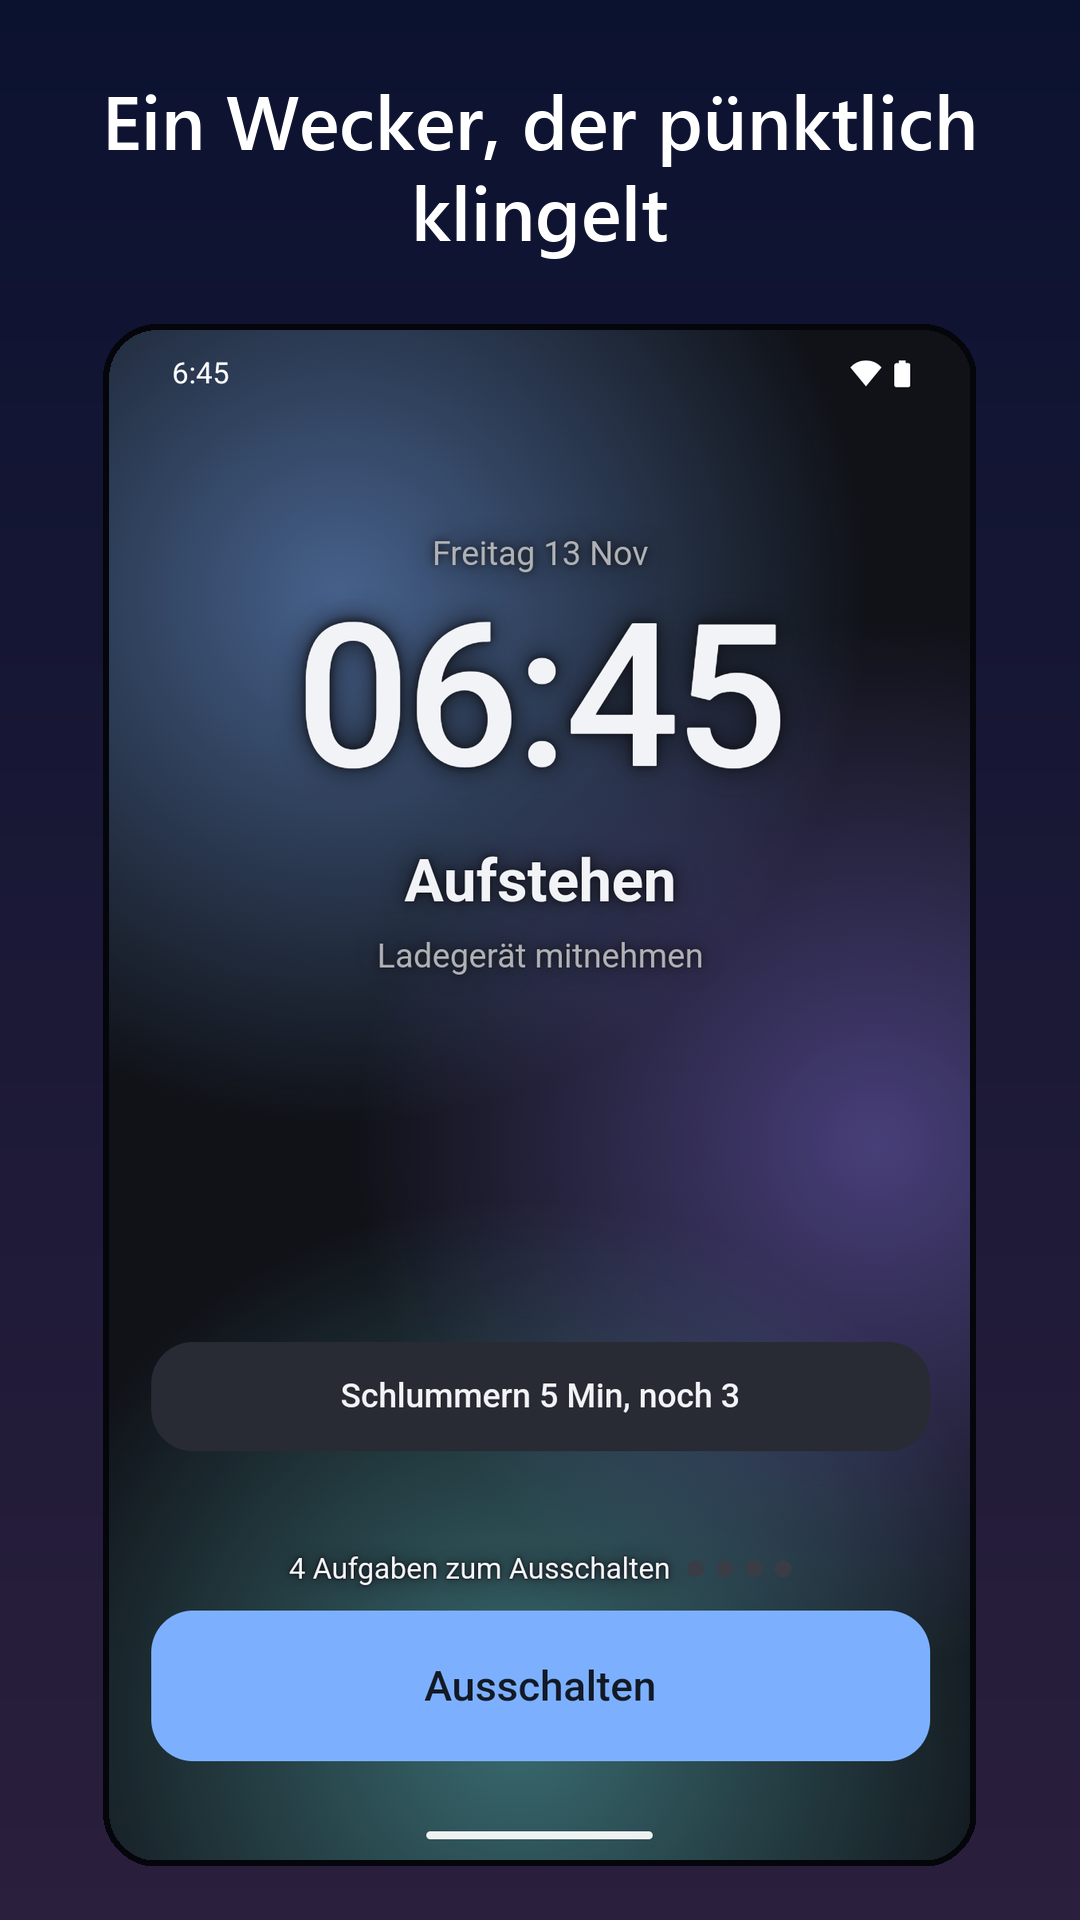 Ein Wecker, der pünktlich
klingelt
6:45
Freitag 13 Nov
06:45
Aufstehen
Ladegerät mitnehmen
Schlummern 5 Min, noch 3
4 Aufgaben zum Ausschalten
Ausschalten